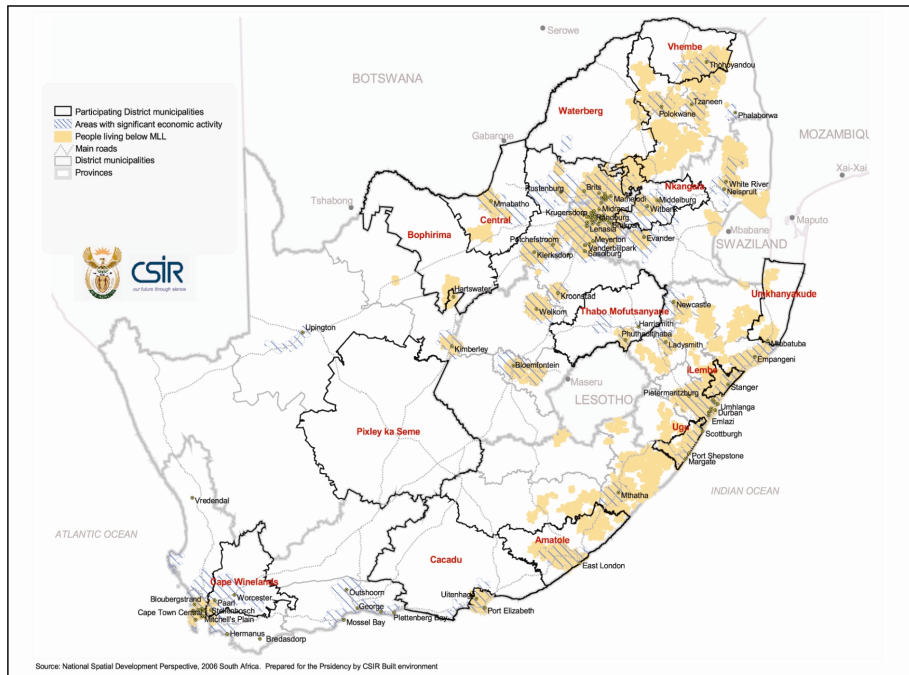 Serowe
Vhembe
Thohoyandou
BOTSWANA
Participating District municipalities
Areas with significant economic activity
People living below MLL
Main roads
District municipalities
Provinces
Waterberg
Tzaneen
Polokwane
Phalaborwa
MOZAMBIQU
Gabarone
Xai-Xai
Tshabong
Rustenburg
Brits
Mamelodi
Nkangala
White River
Nelspruit
Mmabatho
Middelburg
Midrand
Witbank
Central
Krugersdorp
Randburg
Maputo
Bophirima
Lenasia
Mbabane
Potchefstroom
Meyerton
Evander
SWAZILAND
Vanderbijlpark
Klerksdorp
Sasolburg
CSIR
our future through science
Hartswater
Kroonstad
Umkhanyakude
Newcastle
Welkom
Thabo Mofutsanyane
Upington
Harrismith
Phuthaditjhaba
Mtubatuba
Kimberley
Ladysmith
Empangeni
Bloemfontein
iLembe
Maseru
Stanger
Pietermaritzburg
LESOTHO
Umhlanga
Durban
Emlazi
Ugu
Scottburgh
Pixley ka Seme
Port Shepstone
Margate
Mthatha
INDIAN OCEAN
Vredendal
ATLANTIC OCEAN
Amatole
Cacadu
East London
Cape Winelands
Outshoorn
Uitenhage
Bloubergstrand
Worcester
Paarl
George
Port Elizabeth
Cape Town Central
Stellenbosch
Plettenberg Bay
Mitchell's Plain
Mossel Bay
Hermanus
Bredasdorp
Source: National Spatial Development Perspective, 2006 South Africa. Prepared for the Prsidency by CSIR Built environment